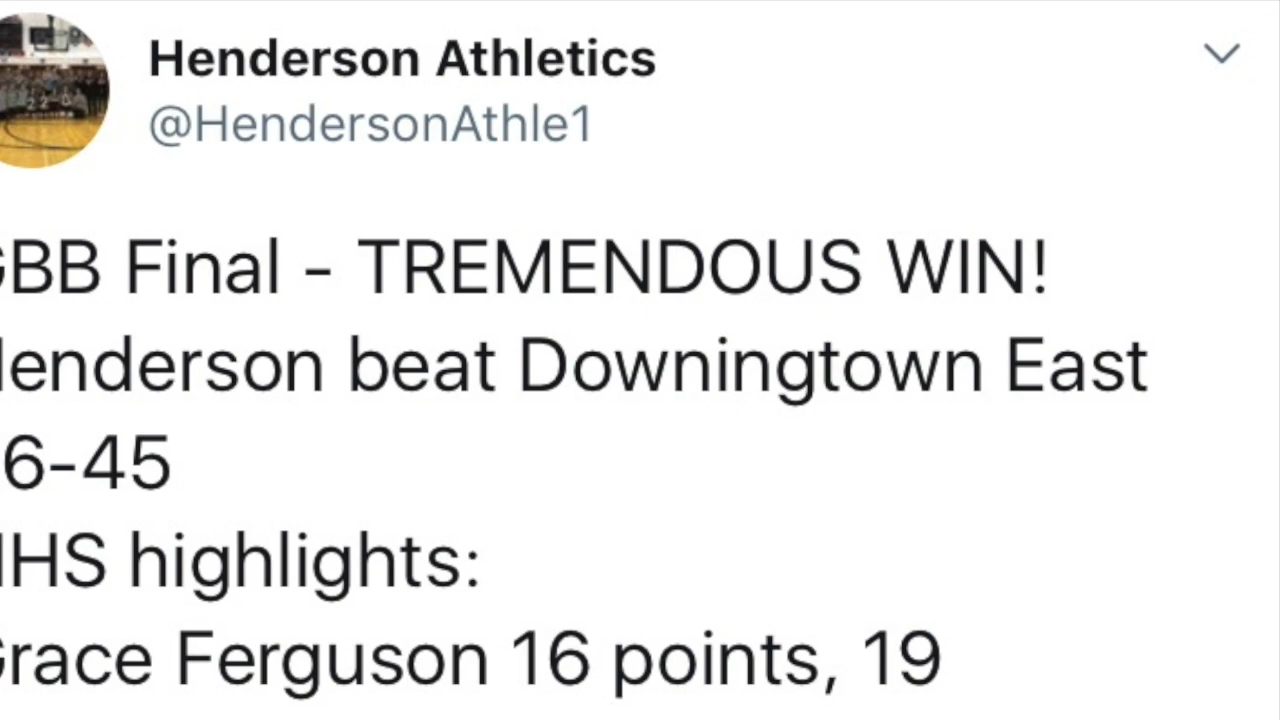 Henderson Athletics
@HendersonAthle1
BB Final - TREMENDOUS WIN!
enderson beat Downingtown East
6-45
HS highlights:
race Ferguson 16 points, 19